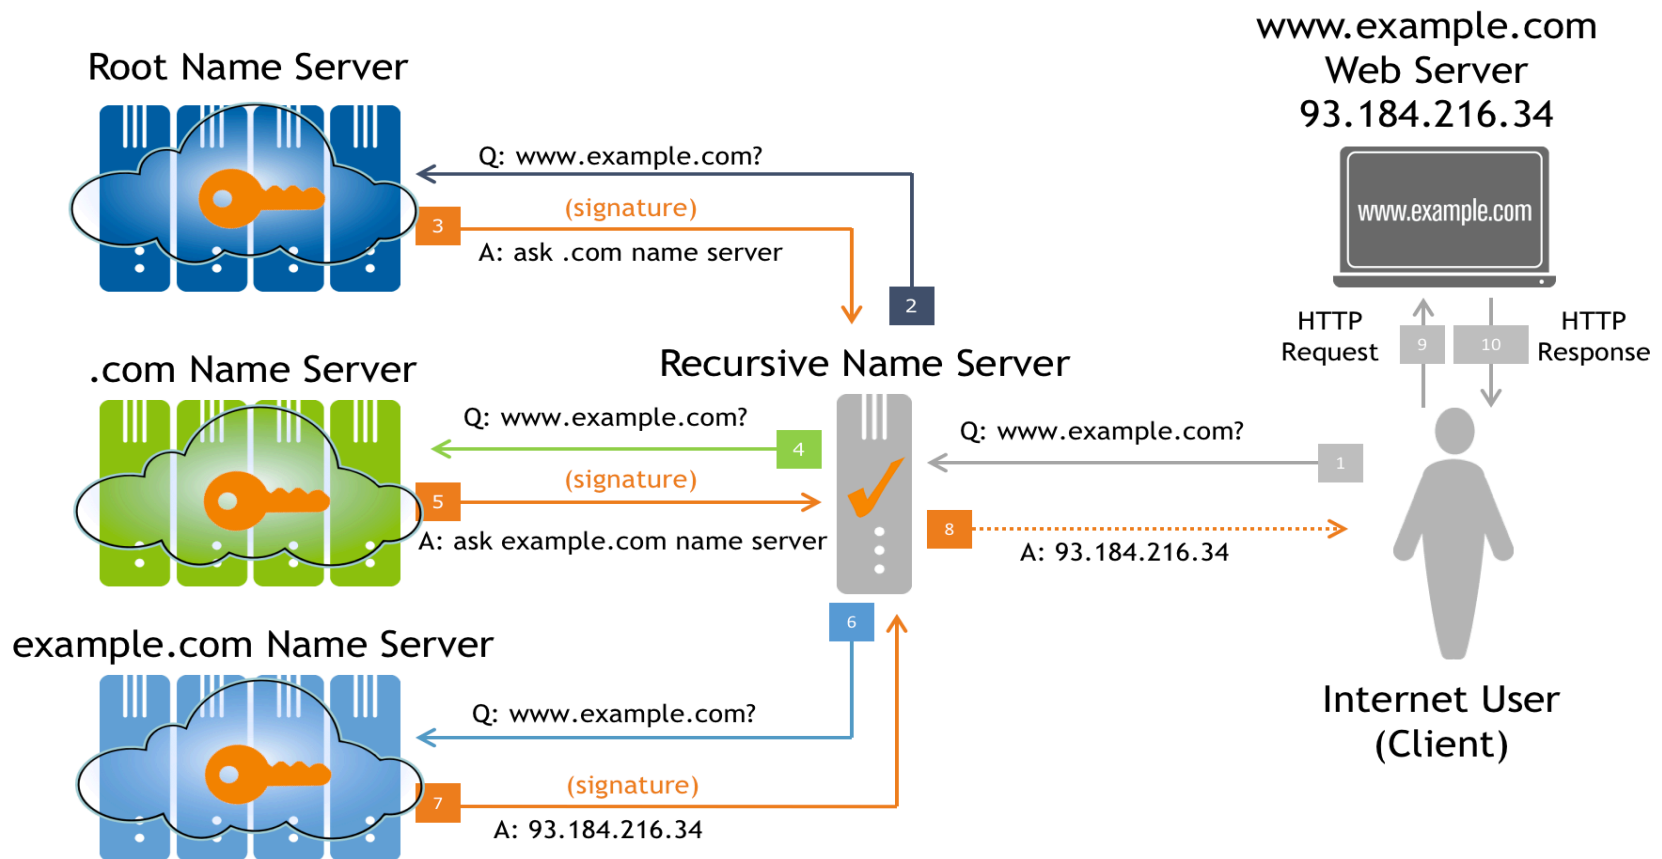 Root Name Server
Q: www.example.com?
(signature)
3
A: ask .com name server
2
www.example.com
Web Server
93.184.216.34
www.example.com
HTTP
Request
9
10
HTTP
Response
.com Name Server
Recursive Name Server
Q: www.example.com?
4
(signature)
5
A: ask example.com name server
Q: www.example.com?
1
8
A: 93.184.216.34
6
example.com Name Server
Q: www.example.com?
(signature)
7
A: 93.184.216.34
Internet User
(Client)